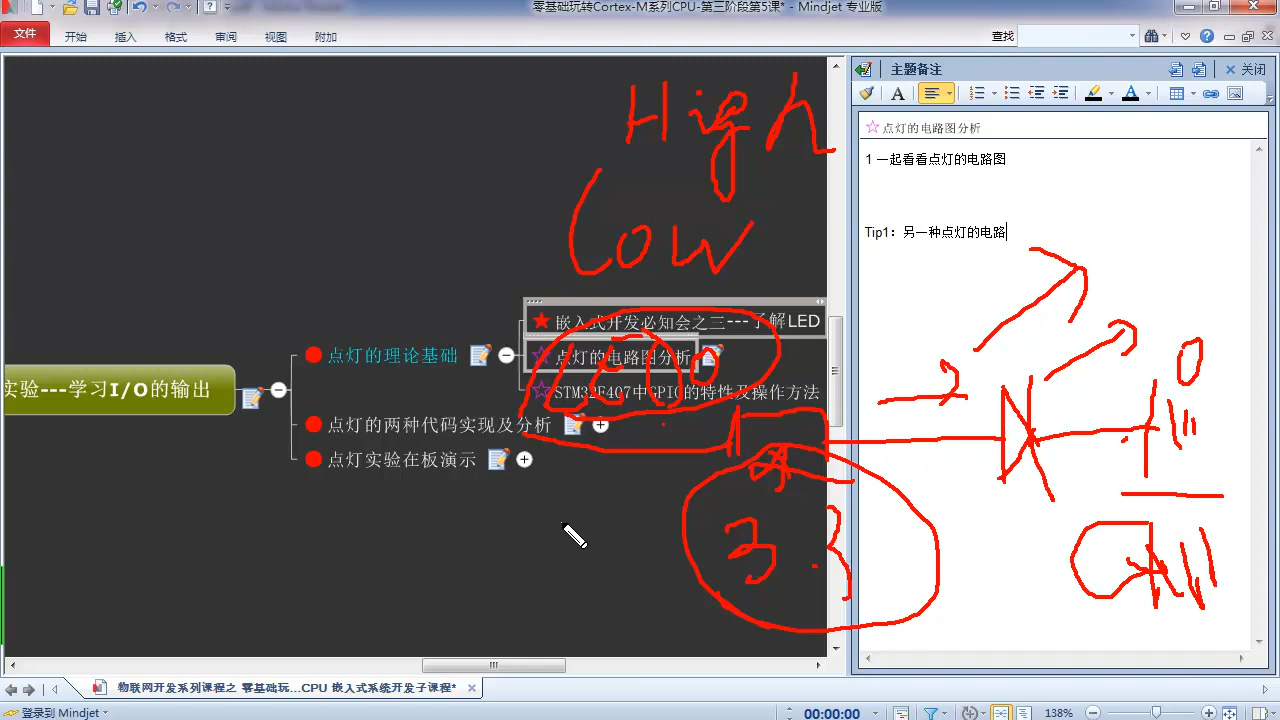 零基础玩转Cortex-M系列CPU-第三阶段第5课* - Mindjet 专业版
文件 开始 插入 格式 审阅 视图 附加 查找
主题备注 关闭
点灯的电路图分析
1 一起看看点灯的电路图
Tip1：另一种点灯的电路
High
Low
嵌入式开发必知会之三---了解LED
点灯的理论基础
点灯的电路图分析
实验---学习I/O的输出
STM32F407中GPIO的特性及操作方法
点灯的两种代码实现及分析
点灯实验在板演示
3.3
0
物联网开发系列课程之 零基础玩...CPU 嵌入式系统开发子课程*
登录到 Mindjet 00:00:00 138%